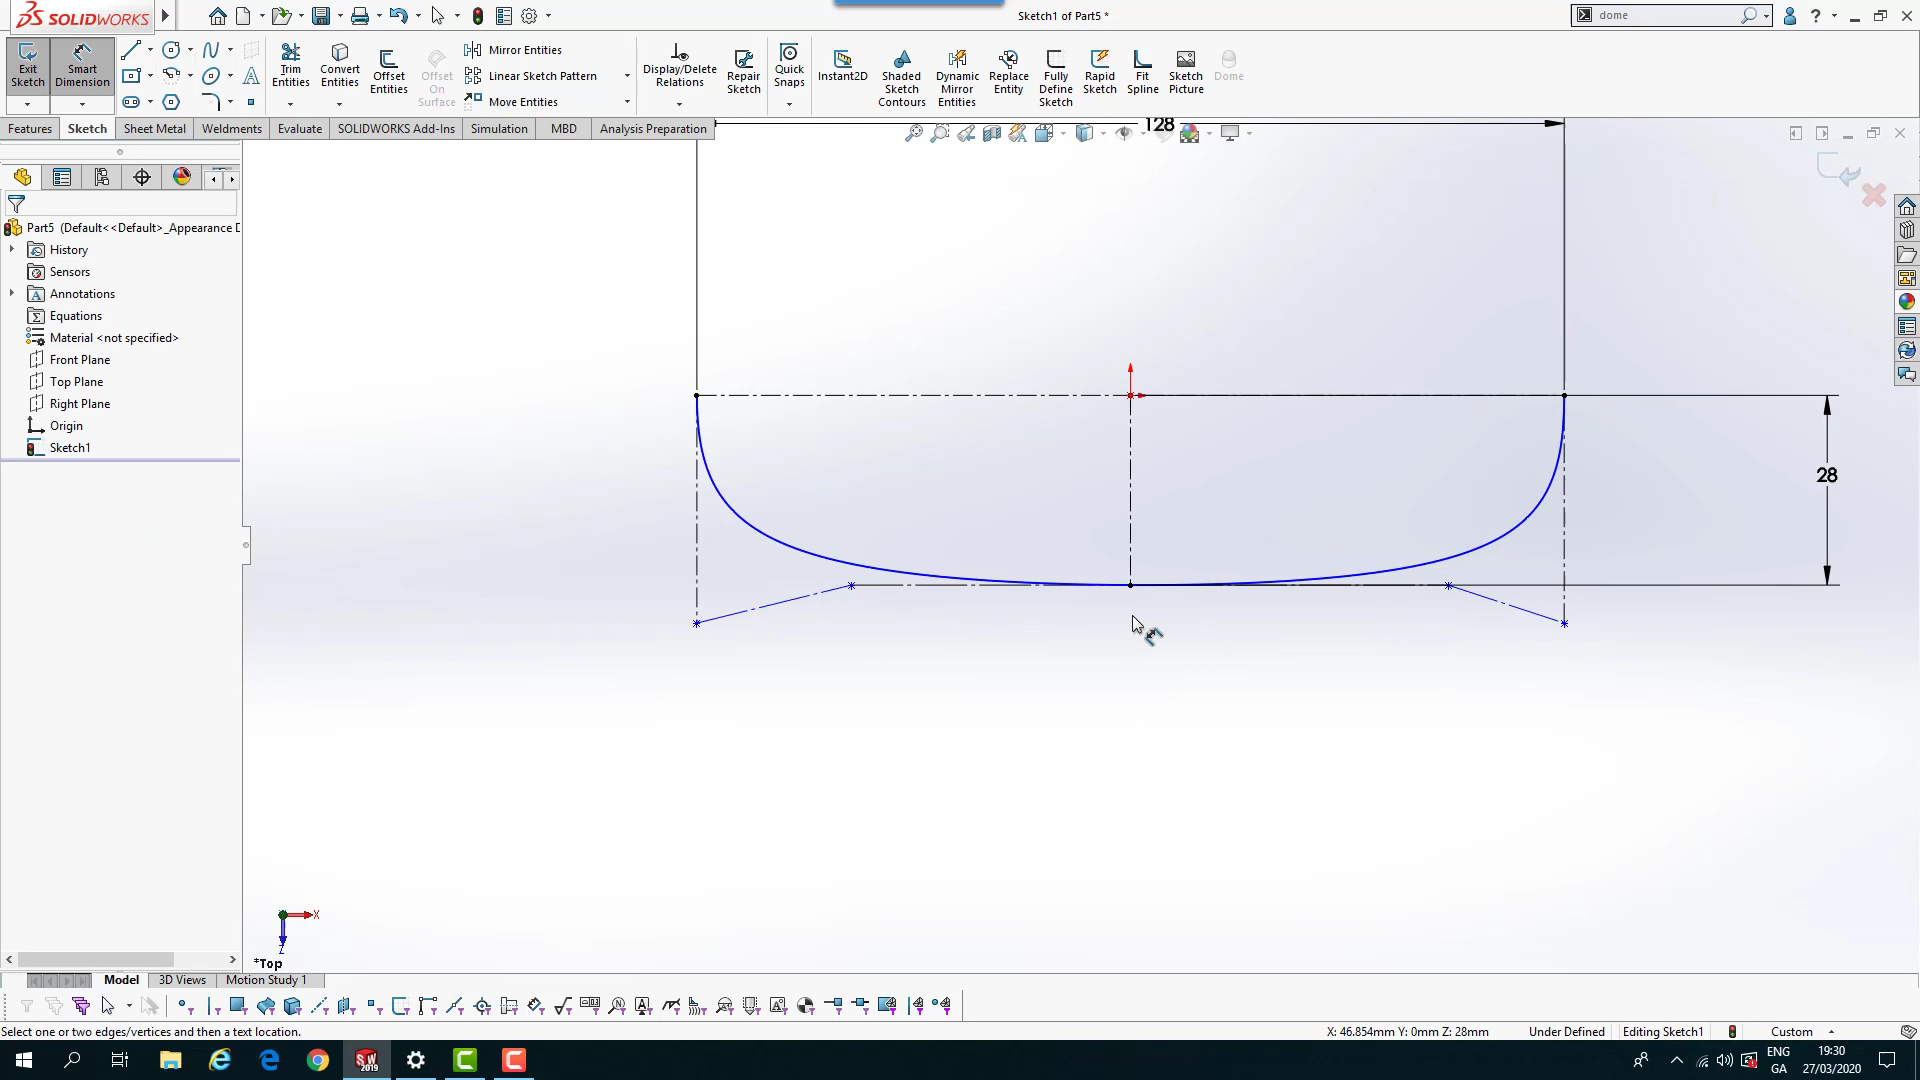 SOLIDWORKS
Sketch1 of Part5 *
dome
Exit Sketch
Smart Dimension
Trim Entities
Convert Entities
Offset Entities
Offset On Surface
Mirror Entities
Linear Sketch Pattern
Move Entities
Display/Delete Relations
Repair Sketch
Quick Snaps
Instant2D
Shaded Sketch Contours
Dynamic Mirror Entities
Replace Entity
Fully Define Sketch
Rapid Sketch
Fit Spline
Sketch Picture
Dome
Features
Sketch
Sheet Metal
Weldments
Evaluate
SOLIDWORKS Add-Ins
Simulation
MBD
Analysis Preparation
128
Part5 (Default<<Default>_Appearance D
History
Sensors
Annotations
Equations
Material <not specified>
Front Plane
Top Plane
Right Plane
Origin
Sketch1
28
X
Z
*Top
Model
3D Views
Motion Study 1
Select one or two edges/vertices and then a text location.
X: 46.854mm Y: 0mm Z: 28mm
Under Defined
Editing Sketch1
Custom
SW
2019
ENG
GA
19:30
27/03/2020